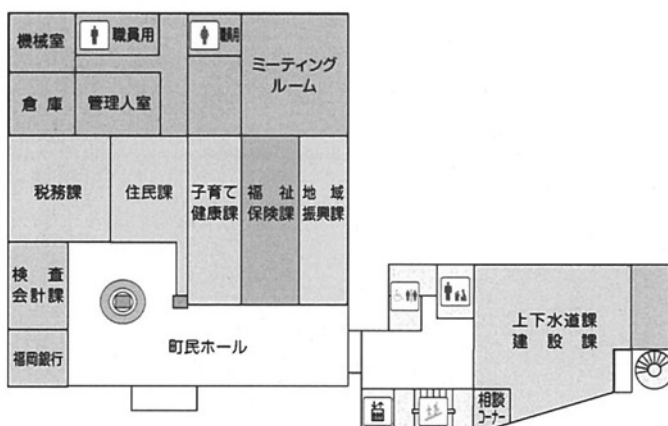 機械室
職員用
職員用
ミーティング
ルーム
倉庫
管理人室
税務課
住民課
子育て
健康課
福祉
保険課
地域
振興課
検査
会計課
福岡銀行
町民ホール
上下水道課
建設課
相談
コーナー